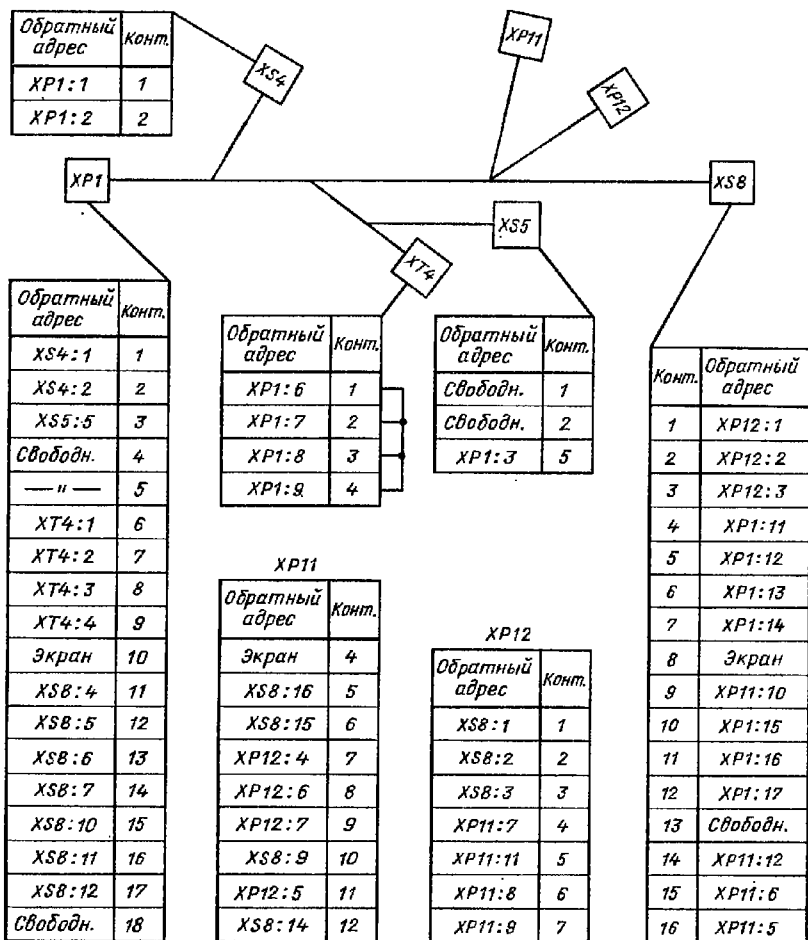 Обратный адрес Конт.
XP1:1 1
XP1:2 2
XS4
XP11
XP12
XP1
XS8
XS5
XT4
Обратный адрес Конт.
XS4:1 1
XS4:2 2
XS5:5 3
Свободн. 4
—"— 5
XT4:1 6
XT4:2 7
XT4:3 8
XT4:4 9
Экран 10
XS8:4 11
XS8:5 12
XS8:6 13
XS8:7 14
XS8:10 15
XS8:11 16
XS8:12 17
Свободн. 18
Обратный адрес Конт.
XP1:6 1
XP1:7 2
XP1:8 3
XP1:9 4
Обратный адрес Конт.
Свободн. 1
Свободн. 2
XP1:3 5
XP11
Обратный адрес Конт.
Экран 4
XS8:16 5
XS8:15 6
XP12:4 7
XP12:6 8
XP12:7 9
XS8:9 10
XP12:5 11
XS8:14 12
XP12
Обратный адрес Конт.
XS8:1 1
XS8:2 2
XS8:3 3
XP11:7 4
XP11:11 5
XP11:8 6
XP11:9 7
Конт. Обратный адрес
1 XP12:1
2 XP12:2
3 XP12:3
4 XP1:11
5 XP1:12
6 XP1:13
7 XP1:14
8 Экран
9 XP11:10
10 XP1:15
11 XP1:16
12 XP1:17
13 Свободн.
14 XP11:12
15 XP11:6
16 XP11:5